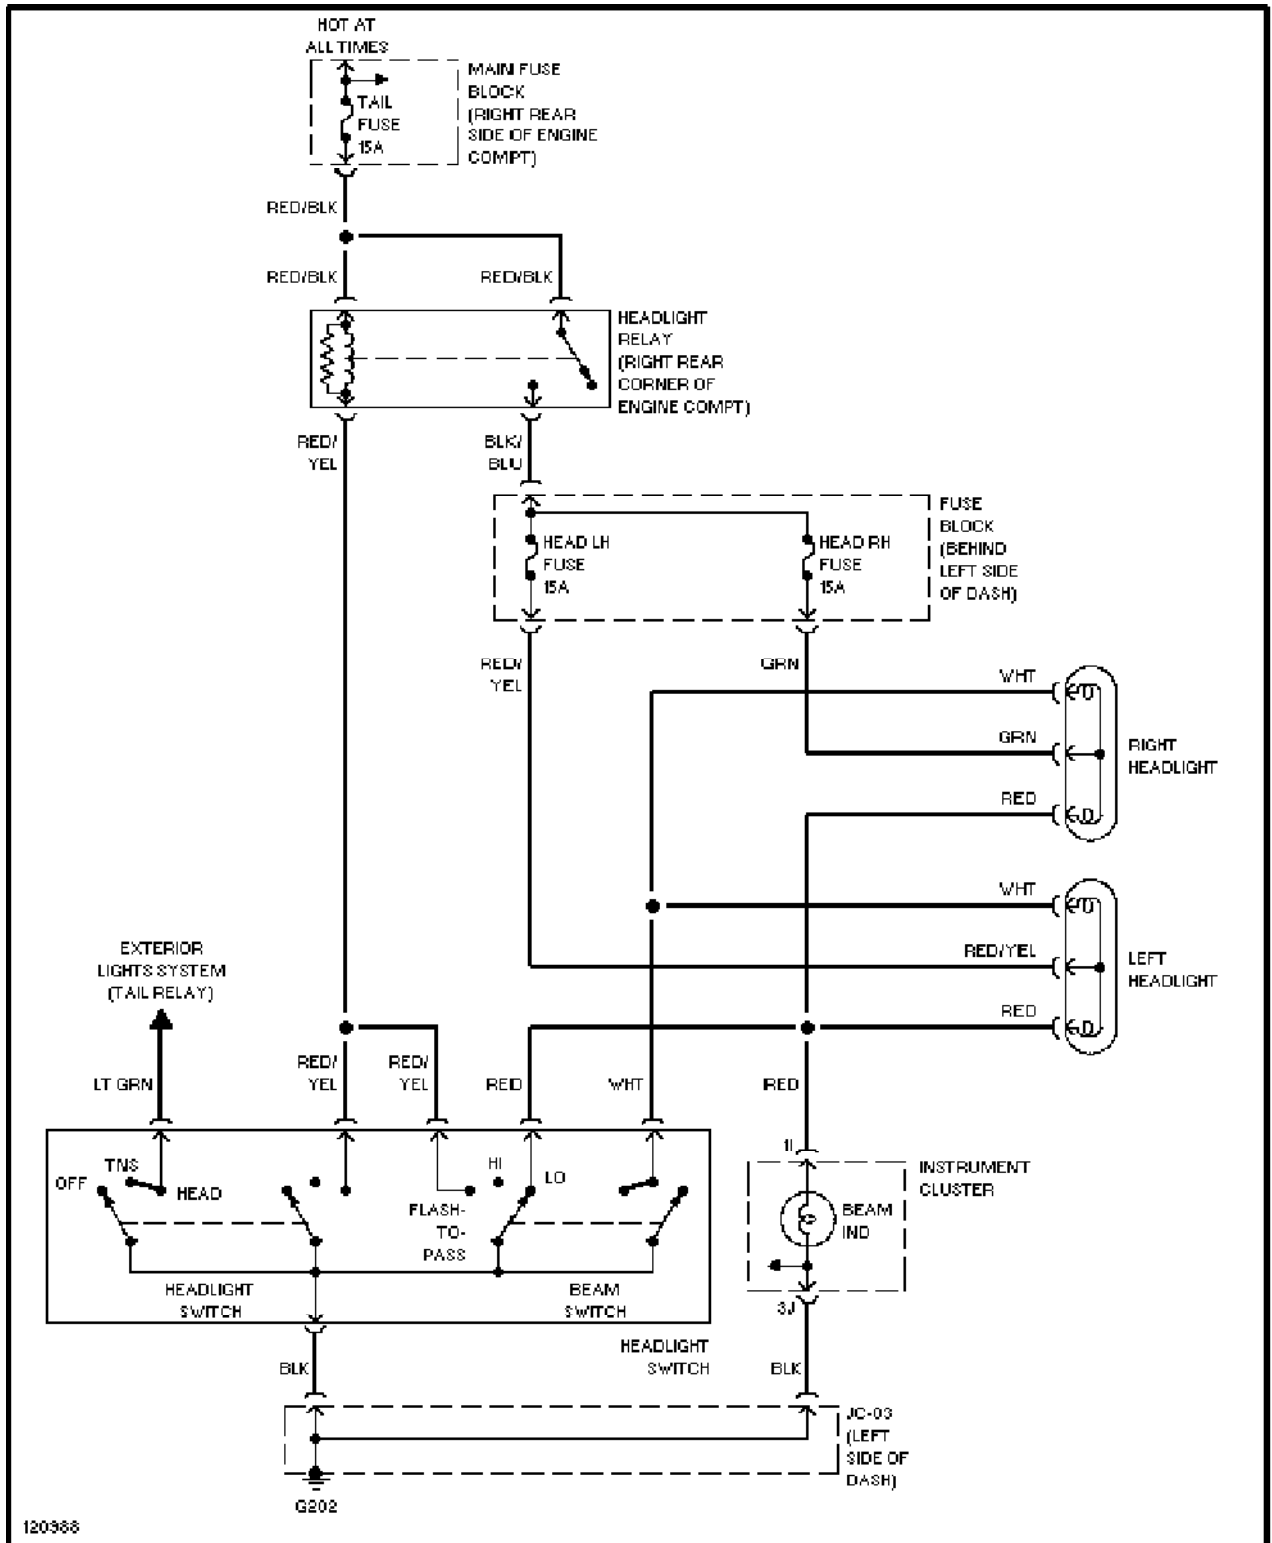 HOT AT
ALL TIMES
MAIN FUSE
BLOCK
(RIGHT REAR
SIDE OF ENGINE
COMPT)
TAIL
FUSE
15A
RED/BLK
RED/BLK
RED/BLK
HEADLIGHT
RELAY
(RIGHT REAR
CORNER OF
ENGINE COMPT)
RED/
YEL
BLK/
BLU
FUSE
BLOCK
(BEHIND
LEFT SIDE
OF DASH)
HEAD LH
FUSE
15A
HEAD RH
FUSE
15A
RED/
YEL
GRN
WHT
GRN
RED
RIGHT
HEADLIGHT
WHT
RED/YEL
RED
LEFT
HEADLIGHT
EXTERIOR
LIGHTS SYSTEM
(TAIL RELAY)
LT GRN
RED/
YEL
RED/
YEL
RED
WHT
RED
OFF
TNS
HEAD
FLASH-
TO-
PASS
HI
LO
HEADLIGHT
SWITCH
BEAM
SWITCH
HEADLIGHT
SWITCH
1I
INSTRUMENT
CLUSTER
BEAM
IND
3J
BLK
BLK
JC-03
(LEFT
SIDE OF
DASH)
G202
120988